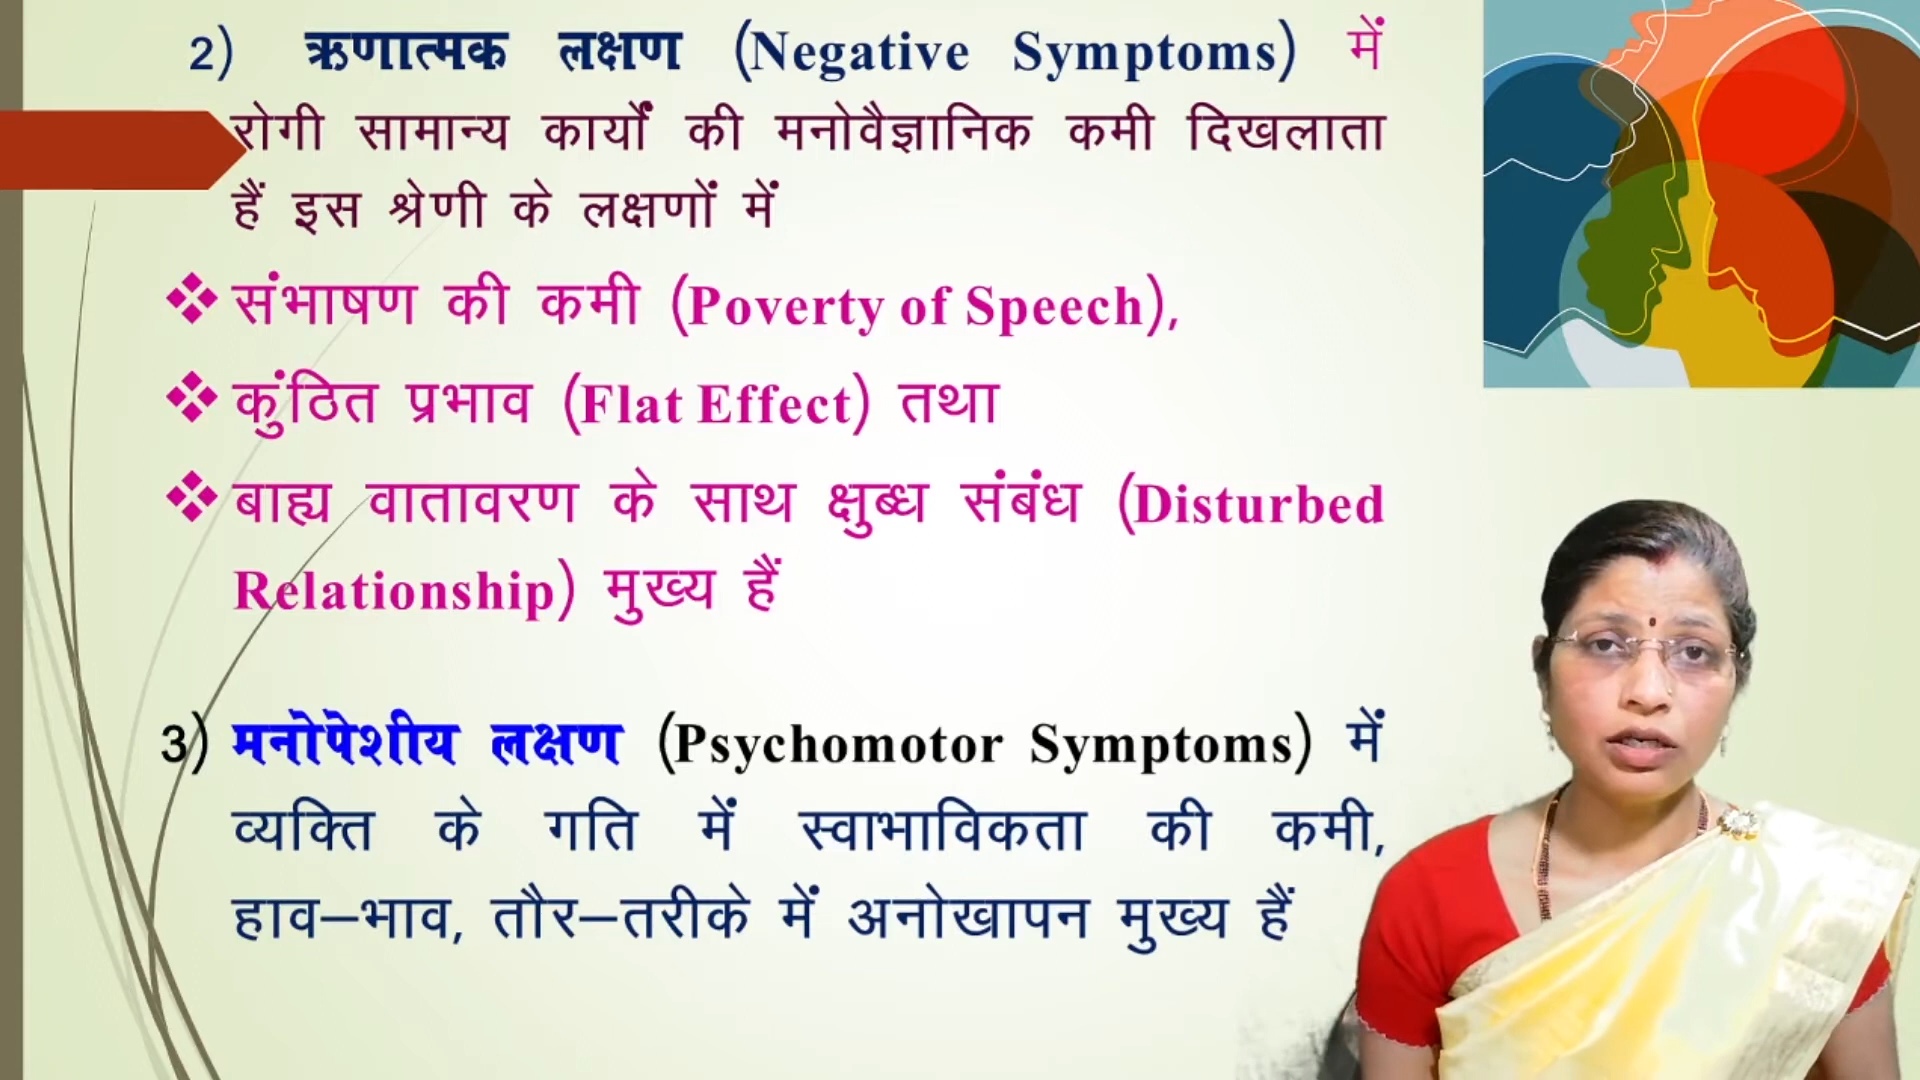 2) ऋणात्मक लक्षण (Negative Symptoms) में
रोगी सामान्य कार्यों की मनोवैज्ञानिक कमी दिखलाता
हैं इस श्रेणी के लक्षणों में
❖ संभाषण की कमी (Poverty of Speech),
❖ कुंठित प्रभाव (Flat Effect) तथा
❖ बाह्य वातावरण के साथ क्षुब्ध संबंध (Disturbed
Relationship) मुख्य हैं
3) मनोपेशीय लक्षण (Psychomotor Symptoms) में
व्यक्ति के गति में स्वाभाविकता की कमी,
हाव–भाव, तौर–तरीके में अनोखापन मुख्य हैं